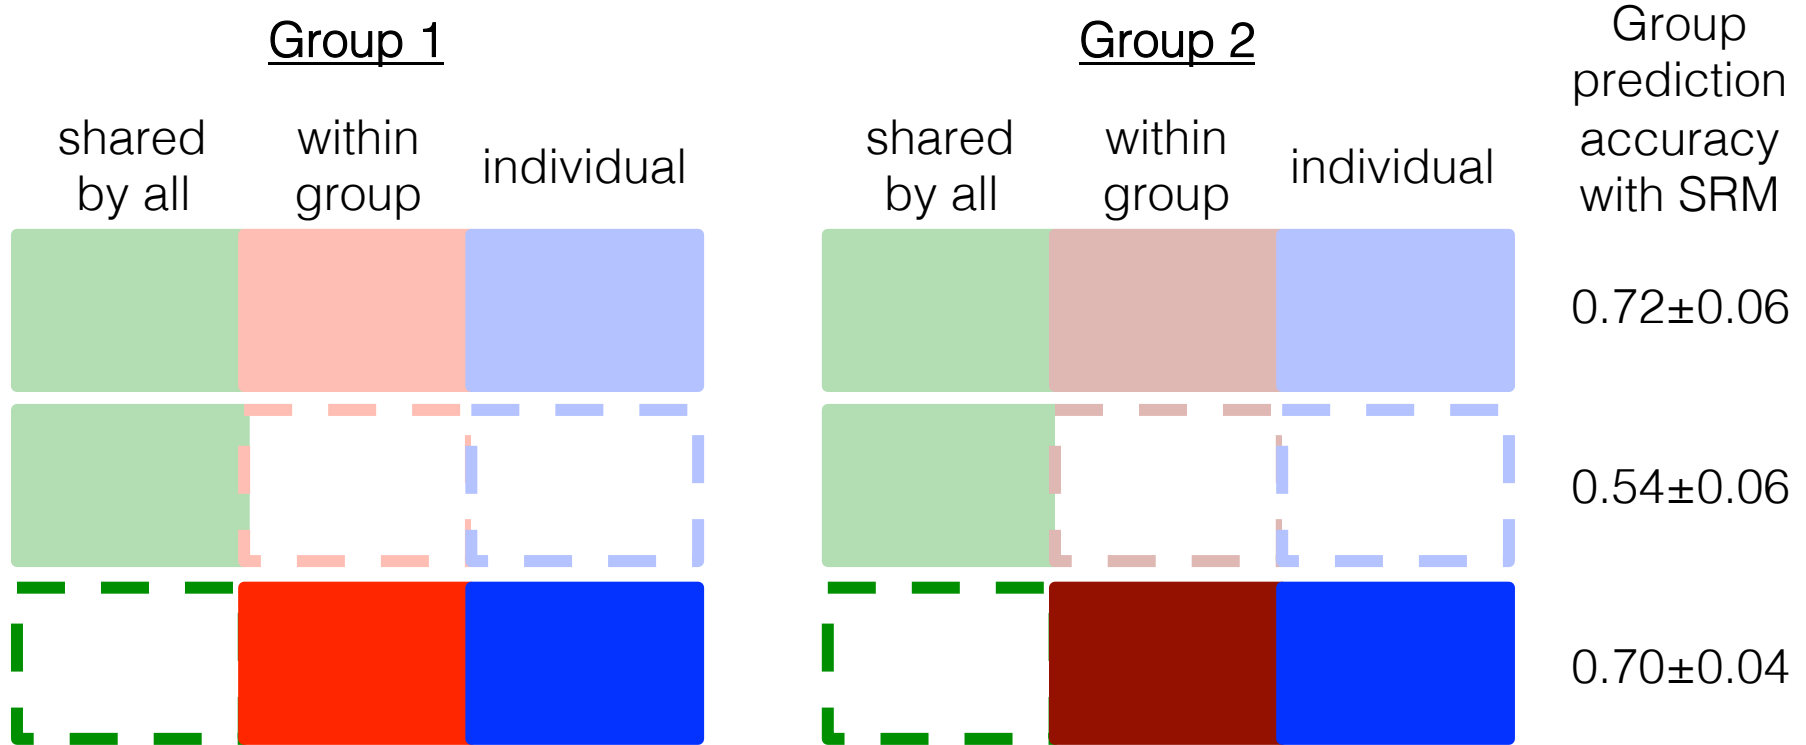 Group 1
shared
by all
within
group
individual
Group 2
shared
by all
within
group
individual
Group
prediction
accuracy
with SRM
0.72±0.06
0.54±0.06
0.70±0.04